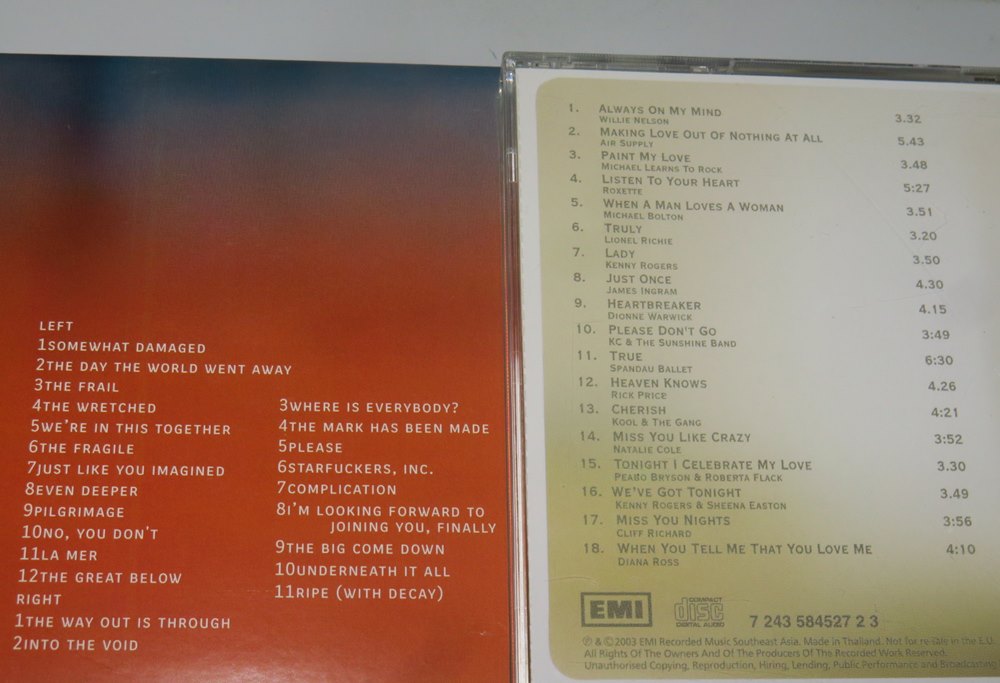 LEFT
1SOMEWHAT DAMAGED
2THE DAY THE WORLD WENT AWAY
3THE FRAIL
4THE WRETCHED
5WE'RE IN THIS TOGETHER
6THE FRAGILE
7JUST LIKE YOU IMAGINED
8EVEN DEEPER
9PILGRIMAGE
10NO, YOU DON'T
11LA MER
12THE GREAT BELOW
RIGHT
1THE WAY OUT IS THROUGH
2INTO THE VOID
3WHERE IS EVERYBODY?
4THE MARK HAS BEEN MADE
5PLEASE
6STARFUCKERS, INC.
7COMPLICATION
8I'M LOOKING FORWARD TO
JOINING YOU, FINALLY
9THE BIG COME DOWN
10UNDERNEATH IT ALL
11RIPE (WITH DECAY)
1. ALWAYS ON MY MIND 3.32
WILLIE NELSON
2. MAKING LOVE OUT OF NOTHING AT ALL 5.43
AIR SUPPLY
3. PAINT MY LOVE 3.48
MICHAEL LEARNS TO ROCK
4. LISTEN TO YOUR HEART 5:27
ROXETTE
5. WHEN A MAN LOVES A WOMAN 3.51
MICHAEL BOLTON
6. TRULY 3.20
LIONEL RICHIE
7. LADY 3.50
KENNY ROGERS
8. JUST ONCE 4.30
JAMES INGRAM
9. HEARTBREAKER 4.15
DIONNE WARWICK
10. PLEASE DON'T GO 3:49
KC & THE SUNSHINE BAND
11. TRUE 6:30
SPANDAU BALLET
12. HEAVEN KNOWS 4.26
RICK PRICE
13. CHERISH 4:21
KOOL & THE GANG
14. MISS YOU LIKE CRAZY 3:52
NATALIE COLE
15. TONIGHT I CELEBRATE MY LOVE 3.30
PEABO BRYSON & ROBERTA FLACK
16. WE'VE GOT TONIGHT 3.49
KENNY ROGERS & SHEENA EASTON
17. MISS YOU NIGHTS 3:56
CLIFF RICHARD
18. WHEN YOU TELL ME THAT YOU LOVE ME 4:10
DIANA ROSS
EMI
COMPACT
disc
DIGITAL AUDIO
7 243 584527 2 3
℗ & © 2003 EMI Recorded Music Southeast Asia. Made in Thailand. Not for re-sale in the E.U.
All Rights Of The Owners And Of The Producers Of The Recorded Work Reserved.
Unauthorised Copying, Reproduction, Hiring, Lending, Public Performance and Broadcasting